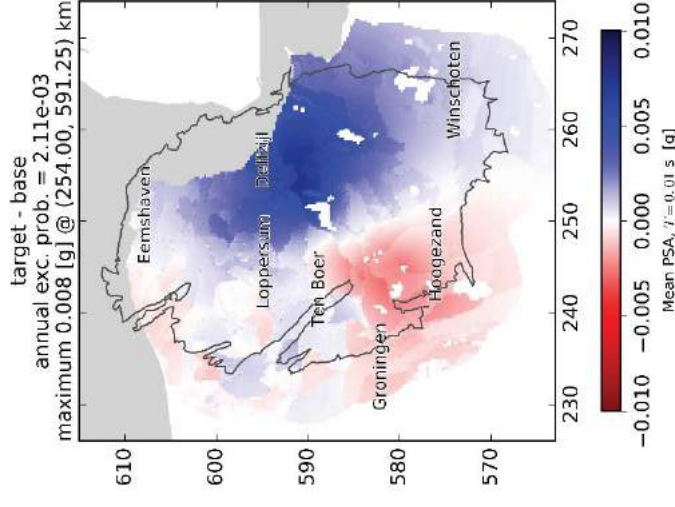 target - base
annual exc. prob. = 2.11e-03
maximum 0.008 [g] @ (254.00, 591.25) km
610
600
590
580
570
230
240
250
260
270
Eemshaven
Loppersum
Delfzijl
Ten Boer
Groningen
Hoogezand
Winschoten
−0.010
−0.005
0.000
0.005
0.010
Mean PSA, T=0.01 s [g]